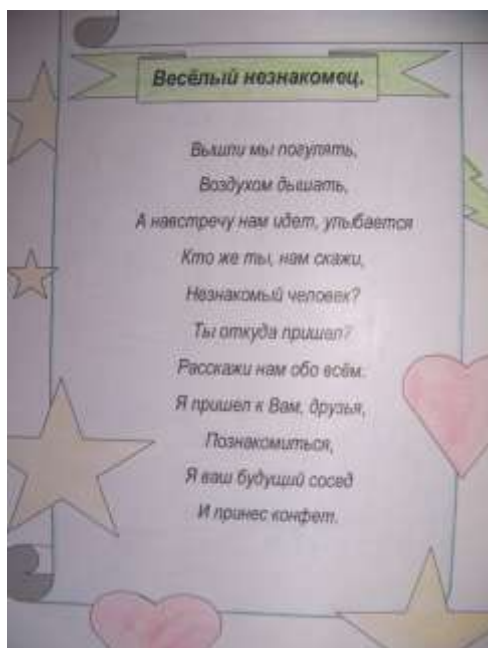 Весёлый незнакомец.
Вышли мы погулять,
Воздухом дышать,
А навстречу нам идет, улыбается
Кто же ты, нам скажи,
Незнакомый человек?
Ты откуда пришел?
Расскажи нам обо всём.
Я пришел к Вам, друзья,
Познакомиться,
Я ваш будущий сосед
И принес конфет.